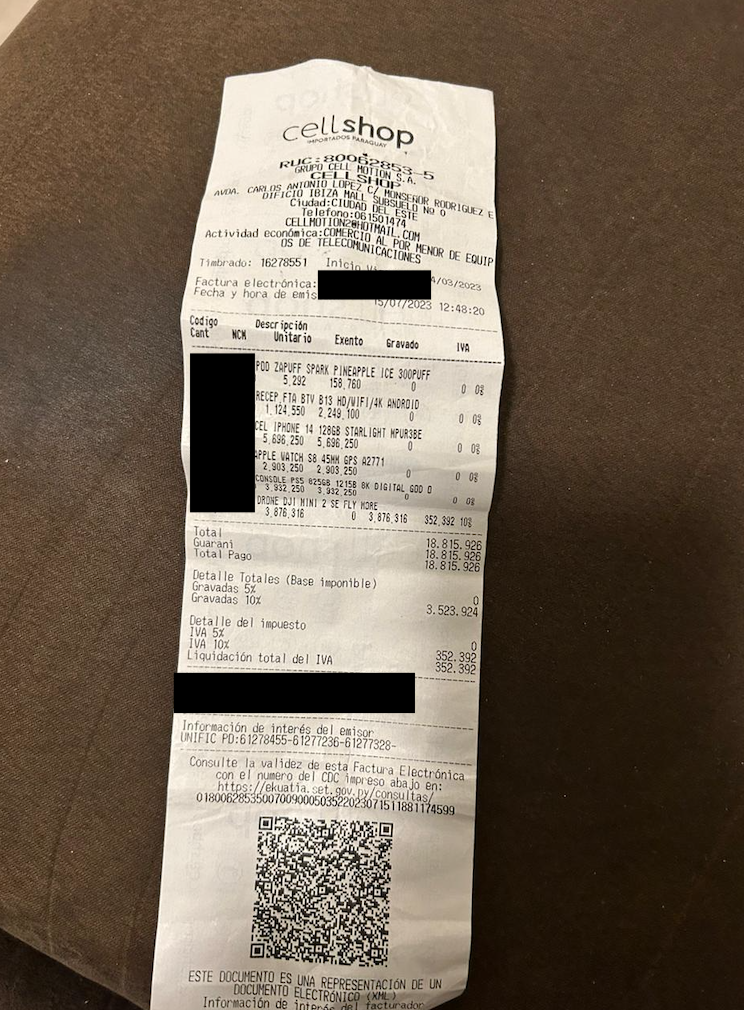 cellshop
IMPORTADOS PARAGUAY
RUC:80062853-5
GRUPO CELL MOTION S.A.
CELLSHOP
AVDA. CARLOS ANTONIO LOPEZ C/ MONSEÑOR RODRIGUEZ E
DIFICIO IBIZA MALL SUBSUELO No 0
Ciudad:CIUDAD DEL ESTE
Telefono:061501474
CELLMOTION2@HOTMAIL.COM
Actividad económica:COMERCIO AL POR MENOR DE EQUIP
OS DE TELECOMUNICACIONES
Timbrado: 16278551 Inicio /03/2023
Factura electrónica:
Fecha y hora de emis 15/07/2023 12:48:20
Codigo Descripción
Cant NCM Unitario Exento Gravado IVA
POD ZAPUFF SPARK PINEAPPLE ICE 300PUFF
5,292 158,760 0 0 0%
RECEP.FTA BTV B13 HD/WIFI/4K ANDROID
1,124,550 2,249,100 0 0 0%
CEL IPHONE 14 128GB STARLIGHT MPUR3BE
5,696,250 5,696,250 0 0 0%
APPLE WATCH S8 45MM GPS A2771
2,903,250 2,903,250 0 0 0%
CONSOLE PS5 825GB 1215B 8K DIGITAL GOD O
3,932,250 3,932,250 0 0 0%
DRONE DJI MINI 2 SE FLY MORE
3,876,316 0 3,876,316 352,392 10%
Total 18.815.926
Guarani 18.815.926
Total Pago 18.815.926
Detalle Totales (Base imponible)
Gravadas 5% 0
Gravadas 10% 3.523.924
Detalle del impuesto
IVA 5% 0
IVA 10% 352.392
Liquidación total del IVA 352.392
Información de interés del emisor
UNIFIC PD:61278455-61277236-61277328-
Consulte la validez de esta Factura Electrónica
con el numero del CDC impreso abajo en:
https://ekuatia.set.gov.py/consultas/
01800628535007009000503522023071511881174599
ESTE DOCUMENTO ES UNA REPRESENTACIÓN DE UN
DOCUMENTO ELECTRÓNICO (XML)
Información de interés del facturador